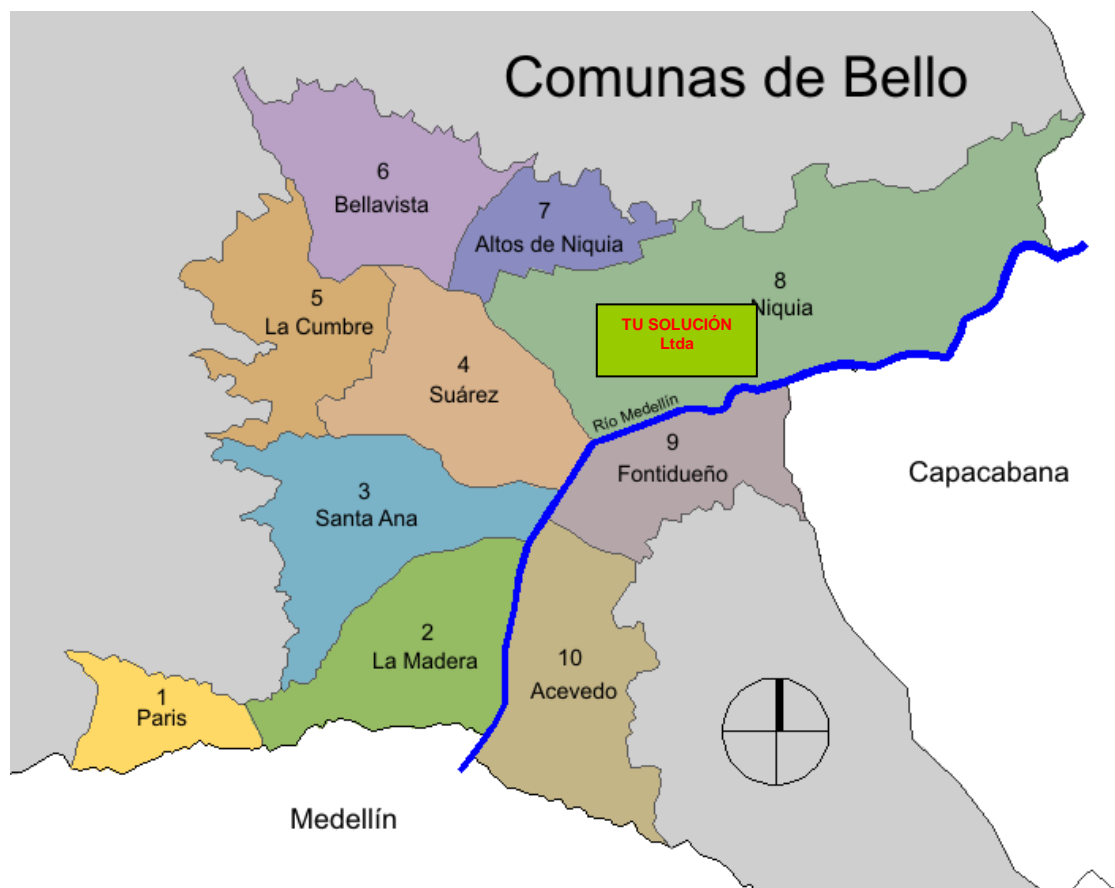 Comunas de Bello
6
Bellavista
7
Altos de Niquia
8
Niquia
5
La Cumbre
TU SOLUCIÓN
Ltda
4
Suárez
Río Medellín
9
Fontidueño
Capacabana
3
Santa Ana
2
La Madera
10
Acevedo
1
Paris
Medellín